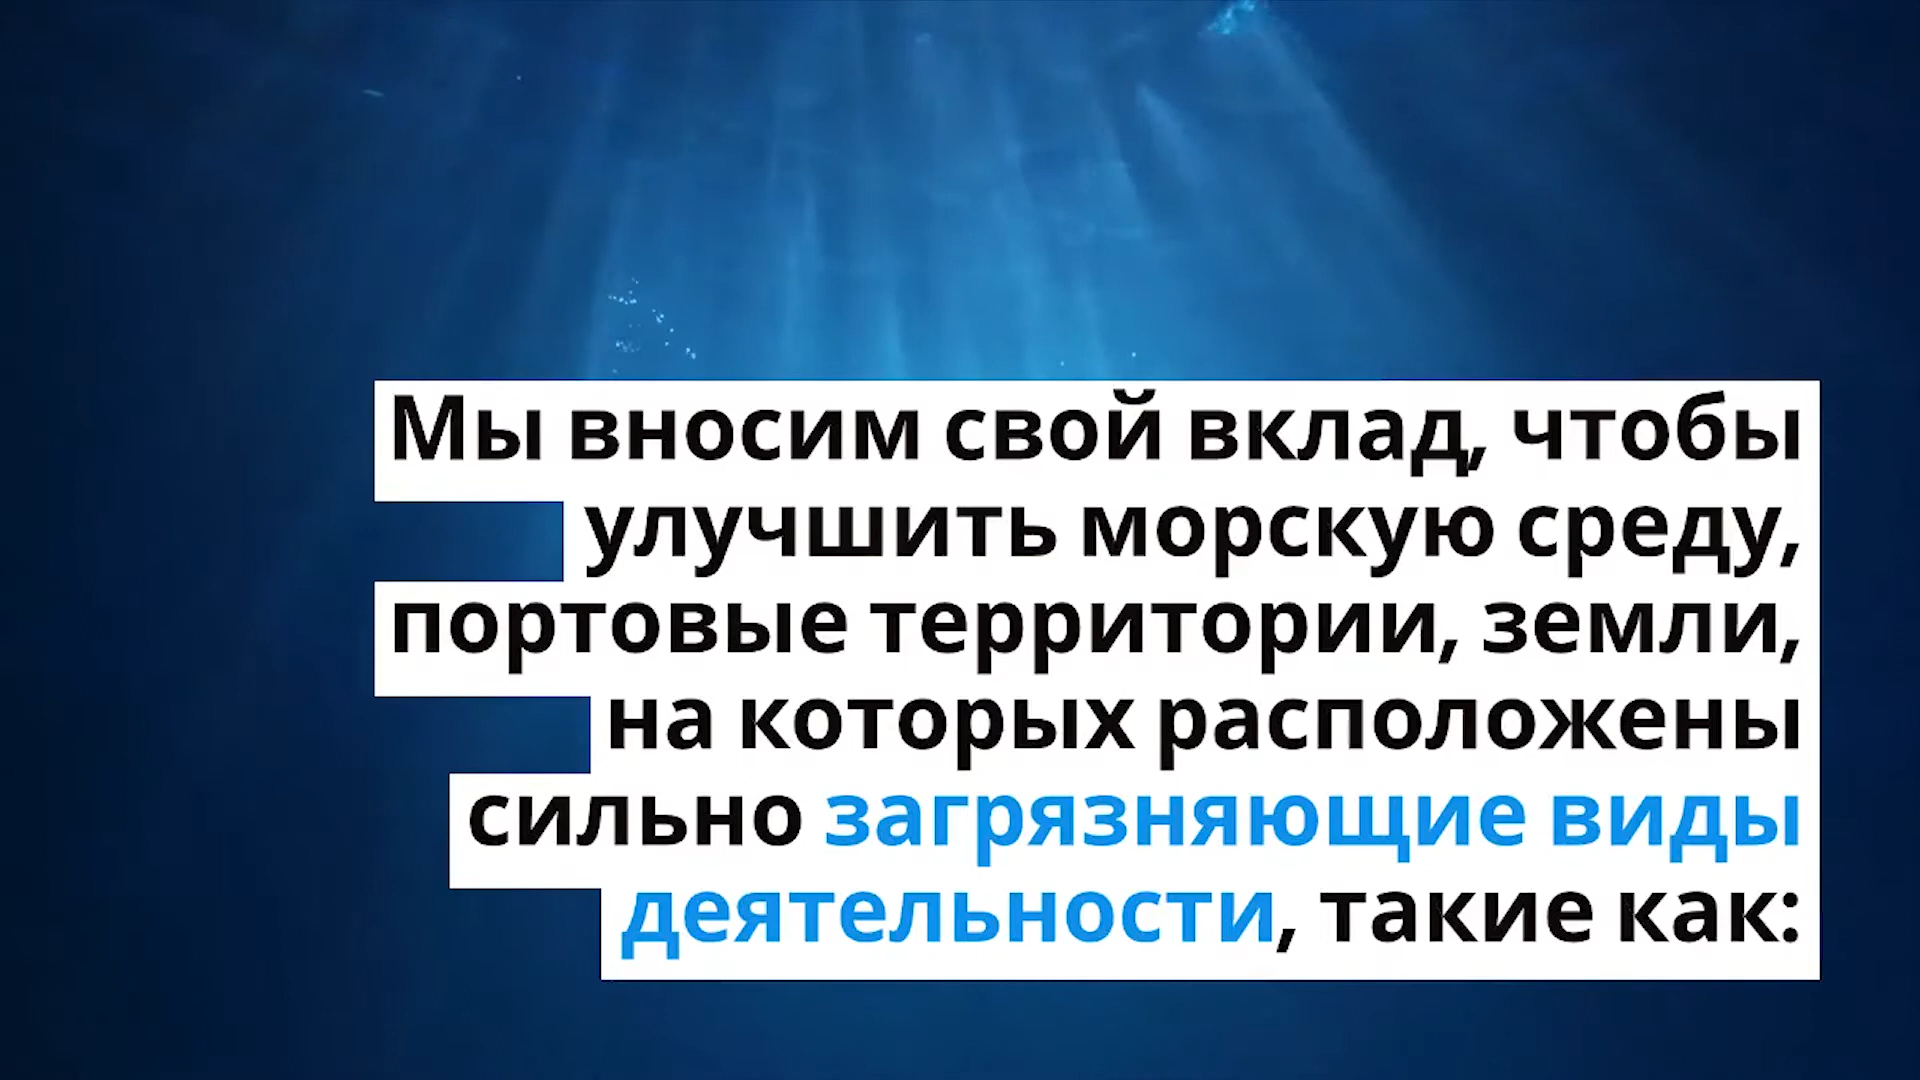 Мы вносим свой вклад, чтобы
улучшить морскую среду,
портовые территории, земли,
на которых расположены
сильно загрязняющие виды
деятельности, такие как: